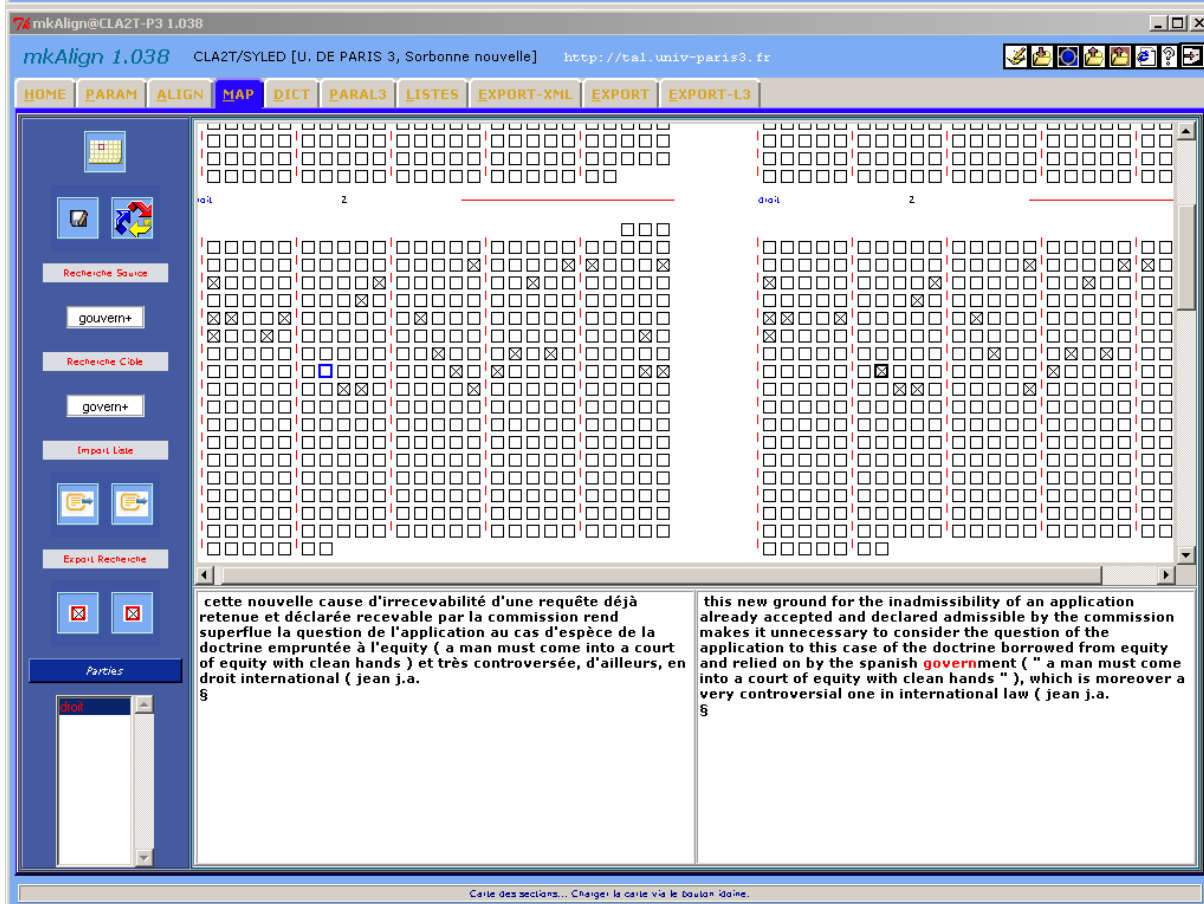 mkAlign@CLA2T-P3 1.038
mkAlign 1.038 CLA2T/SYLED [U. DE PARIS 3, Sorbonne nouvelle] http://tal.univ-paris3.fr
HOME PARAM ALIGN MAP DICT PARAL3 LISTES EXPORT-XML EXPORT EXPORT-L3
droit 2
droit 2
Recherche Source
gouvern+
Recherche Cible
govern+
Import Liste
Export Recherche
Parties
droit
cette nouvelle cause d'irrecevabilité d'une requête déjà
retenue et déclarée recevable par la commission rend
superflue la question de l'application au cas d'espèce de la
doctrine empruntée à l'equity ( a man must come into a court
of equity with clean hands ) et très controversée, d'ailleurs, en
droit international ( jean j.a.
§
this new ground for the inadmissibility of an application
already accepted and declared admissible by the commission
makes it unnecessary to consider the question of the
application to this case of the doctrine borrowed from equity
and relied on by the spanish government ( " a man must come
into a court of equity with clean hands " ), which is moreover a
very controversial one in international law ( jean j.a.
§
Carte des sections... Charger la carte via le bouton idoine.